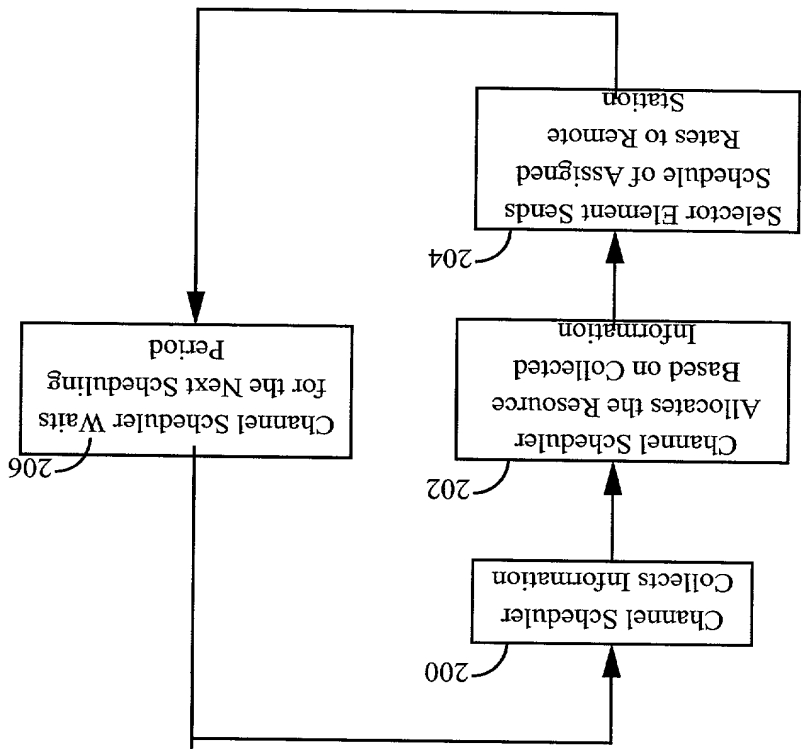 200
Channel Scheduler
Collects Information
202
Channel Scheduler
Allocates the Resource
Based on Collected
Information
204
Selector Element Sends
Schedule of Assigned
Rates to Remote
Station
206
Channel Scheduler Waits
for the Next Scheduling
Period